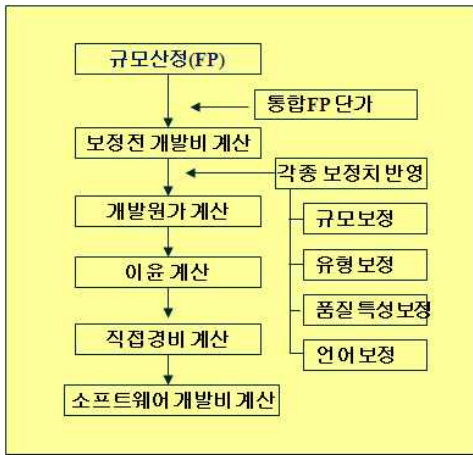 규모산정(FP)
통합FP 단가
보정전 개발비 계산
각종 보정치 반영
개발원가 계산
규모보정
이윤 계산
유형 보정
품질 특성 보정
직접경비 계산
언어 보정
소프트웨어 개발비 계산